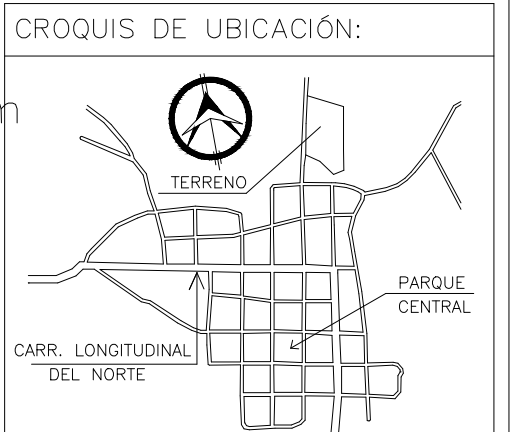 CROQUIS DE UBICACIÓN:
n
TERRENO
PARQUE
CENTRAL
CARR. LONGITUDINAL
DEL NORTE